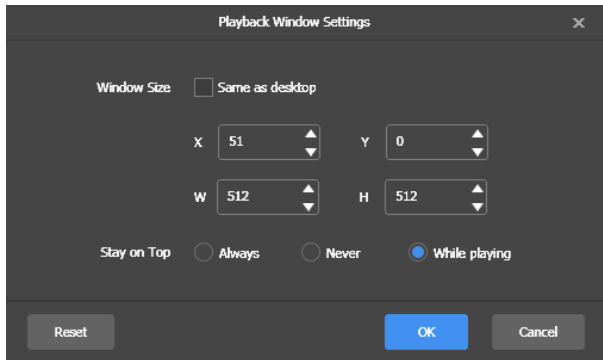 Playback Window Settings
Window Size Same as desktop
X 51 Y 0
W 512 H 512
Stay on Top Always Never While playing
Reset OK Cancel